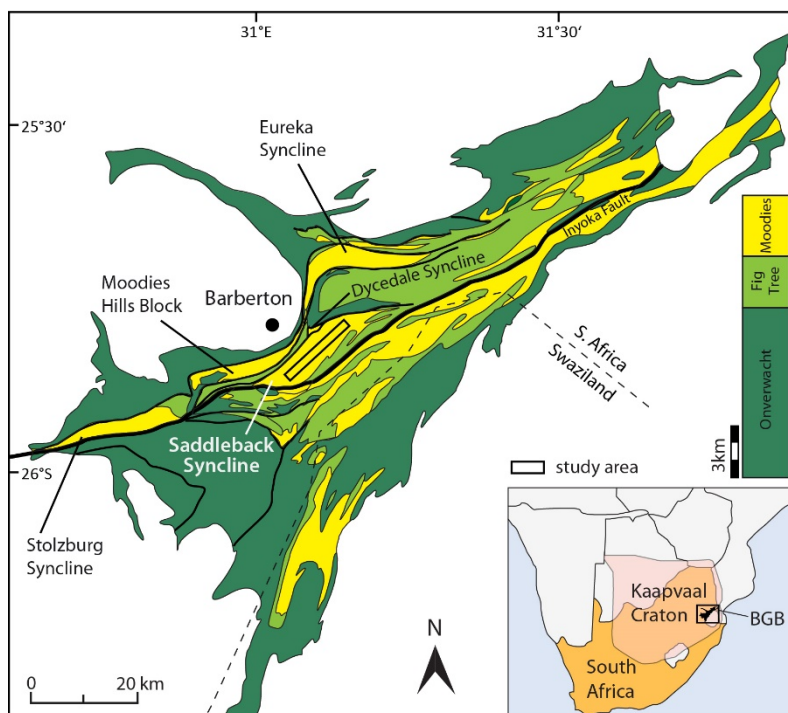 31°E
31°30'
25°30'
Eureka
Syncline
Moodies
Hills Block
Barberton
Dycedale Syncline
Inyoka Fault
Moodies
Fig
Tree
Onverwacht
S. Africa
Swaziland
26°S
Saddleback
Syncline
3km
study area
Stolzburg
Syncline
N
0
20 km
Kaapvaal
Craton
BGB
South
Africa